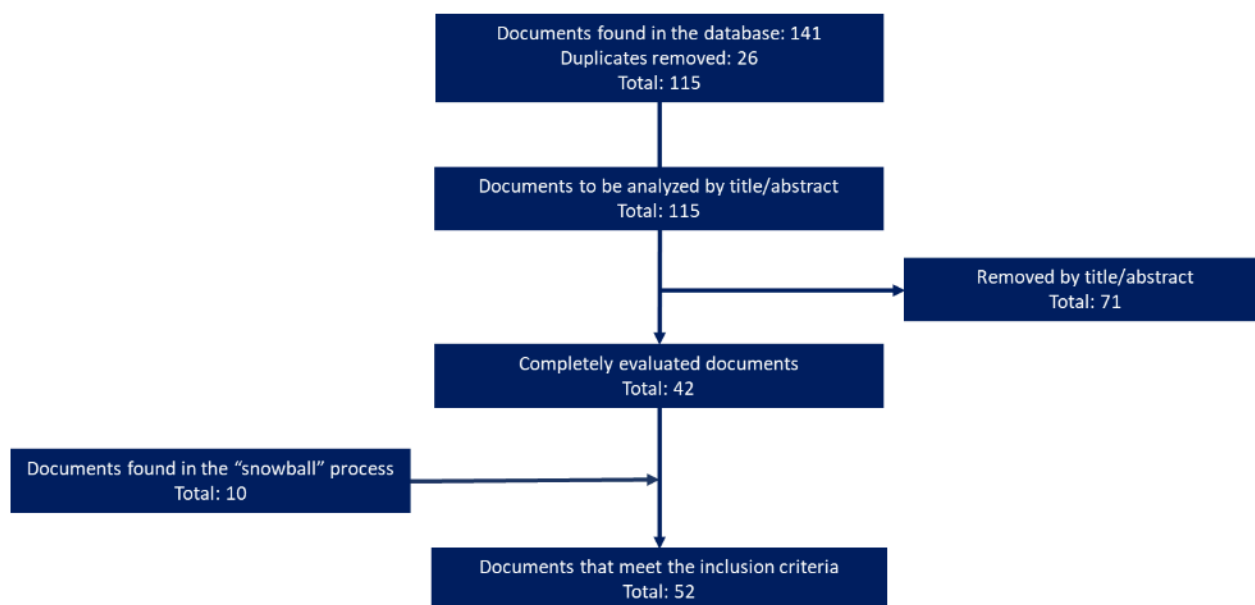 Documents found in the database: 141
Duplicates removed: 26
Total: 115
Documents to be analyzed by title/abstract
Total: 115
Removed by title/abstract
Total: 71
Completely evaluated documents
Total: 42
Documents found in the “snowball” process
Total: 10
Documents that meet the inclusion criteria
Total: 52